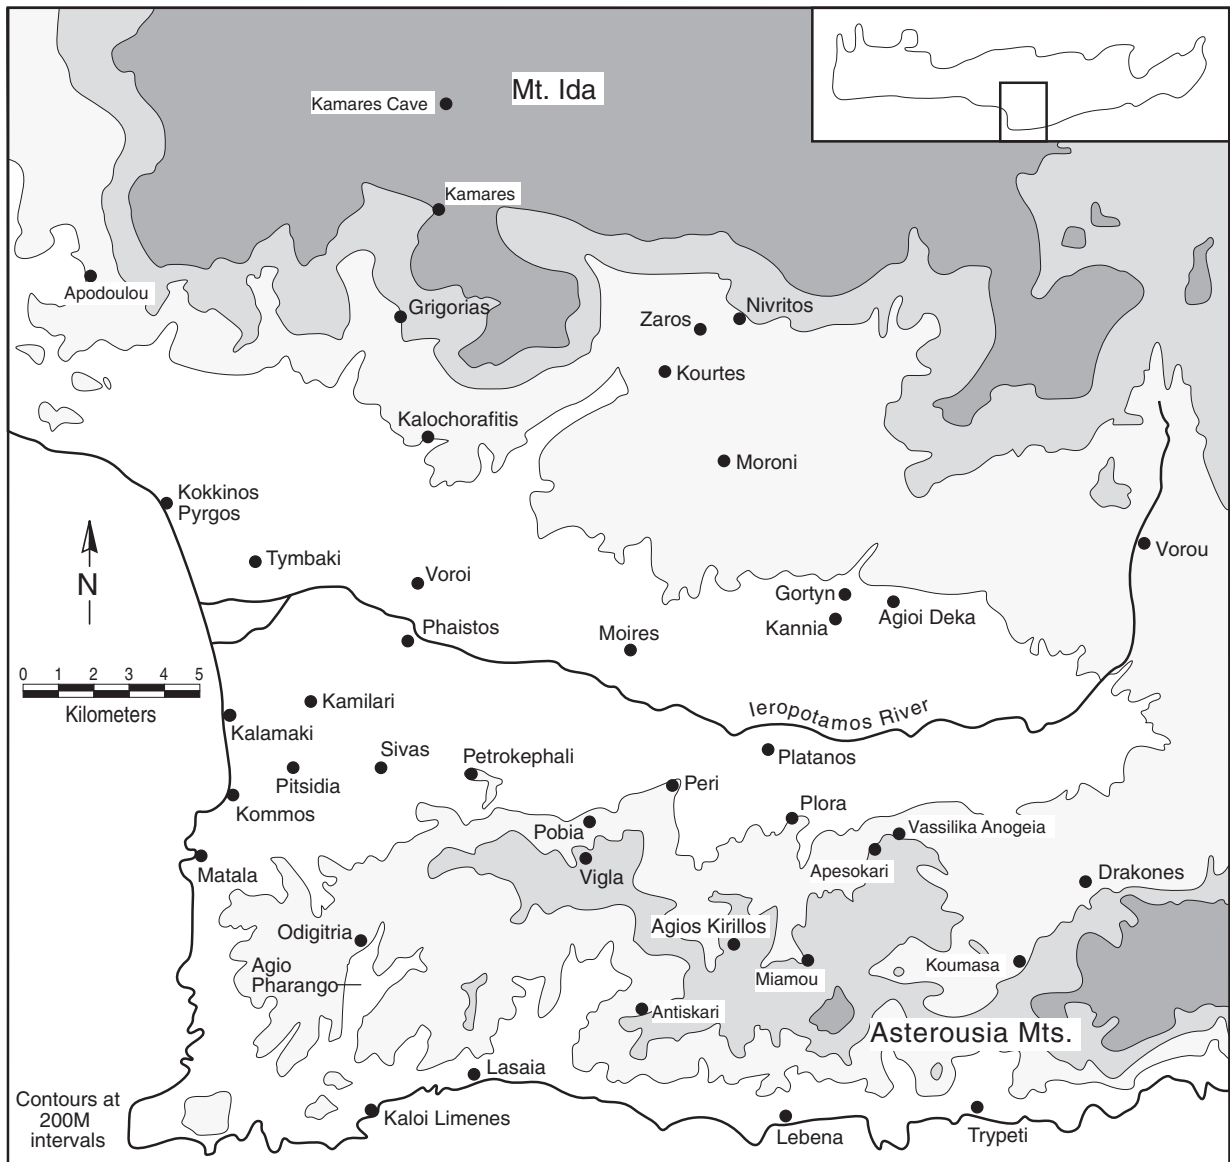 Mt. Ida
Kamares Cave
Kamares
Apodoulou
Grigorias
Nivritos
Zaros
Kourtes
Kalochorafitis
Moroni
Kokkinos
Pyrgos
Tymbaki
Voroi
Vorou
N
Gortyn
Agioi Deka
Kannia
Phaistos
Moires
0 1 2 3 4 5
Kilometers
Kamilari
Ieropotamos River
Kalamaki
Sivas
Petrokephali
Platanos
Pitsidia
Peri
Kommos
Plora
Pobia
Vassilika Anogeia
Matala
Vigla
Apesokari
Drakones
Odigitria
Agios Kirillos
Agio
Pharango
Miamou
Koumasa
Antiskari
Asterousia Mts.
Lasaia
Contours at
200M
intervals
Kaloi Limenes
Lebena
Trypeti